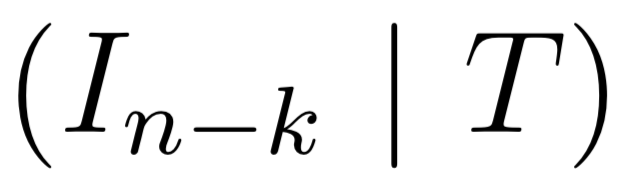 (I_{n-k} | T)